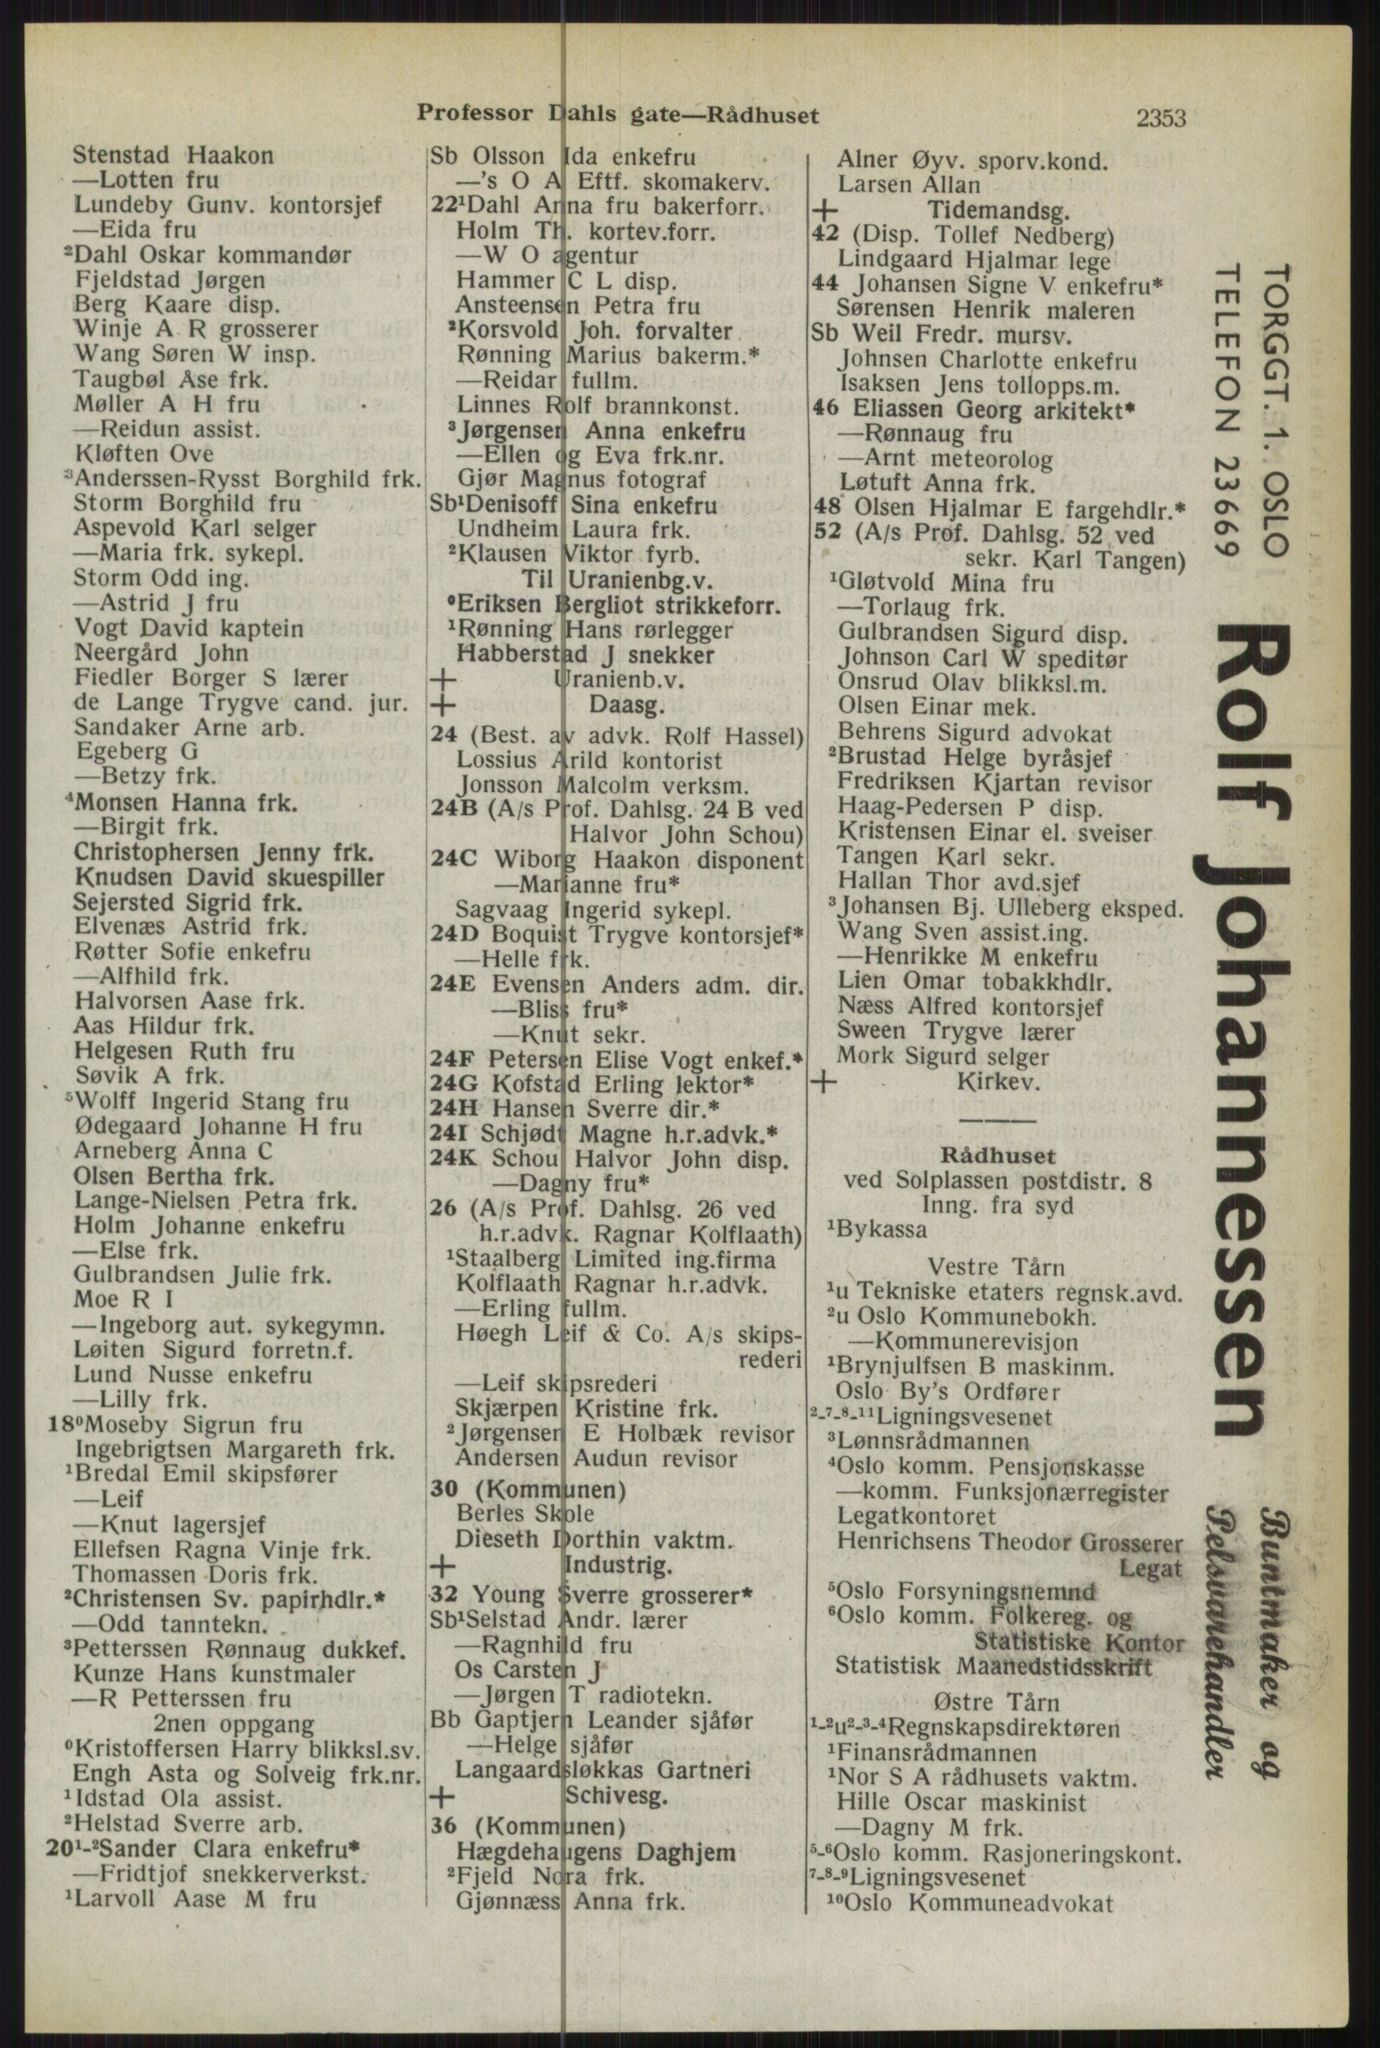 Professor Dahls gate—Rådhuset
2353
Stenstad Haakon
—Lotten fru
Lundeby Gunv. kontorsjef
—Eida fru
²Dahl Oskar kommandør
Fjeldstad Jørgen
Berg Kaare disp.
Winje A R grosserer
Wang Søren W insp.
Taugbøl Åse frk.
Møller A H fru
—Reidun assist.
Kløften Ove
³Anderssen-Rysst Borghild frk.
Storm Borghild fru
Aspevold Karl selger
—Maria frk. sykepl.
Storm Odd ing.
—Astrid J fru
Vogt David kaptein
Neergård John
Fiedler Borger S lærer
de Lange Trygve cand. jur.
Sandaker Arne arb.
Egeberg G
—Betzy frk.
⁴Monsen Hanna frk.
—Birgit frk.
Christophersen Jenny frk.
Knudsen David skuespiller
Sejersted Sigrid frk.
Elvenæs Astrid frk.
Røtter Sofie enkefru
—Alfhild frk.
Halvorsen Aase frk.
Aas Hildur frk.
Helgesen Ruth fru
Søvik A frk.
⁵Wolff Ingerid Stang fru
Ødegaard Johanne H fru
Arneberg Anna C
Olsen Bertha frk.
Lange-Nielsen Petra frk.
Holm Johanne enkefru
—Else frk.
Gulbrandsen Julie frk.
Moe R I
—Ingeborg aut. sykegymn.
Løiten Sigurd forretn.f.
Lund Nusse enkefru
—Lilly frk.
18⁰Moseby Sigrun fru
Ingebrigtsen Margareth frk.
¹Bredal Emil skipsfører
—Leif
—Knut lagersjef
Ellefsen Ragna Vinje frk.
Thomassen Doris frk.
²Christensen Sv. papirhdlr.*
—Odd tanntekn.
³Petterssen Rønnaug dukkef.
Kunze Hans kunstmaler
—R Petterssen fru
2nen oppgang
⁰Kristoffersen Harry blikksl.sv.
Engh Asta og Solveig frk.nr.
¹Idstad Ola assist.
²Helstad Sverre arb.
20¹-²Sander Clara enkefru*
—Fridtjof snekkerverkst.
¹Larvoll Aase M fru
Sb Olsson Ida enkefru
—'s O A Eftf. skomakerv.
22¹Dahl Anna fru bakerforr.
Holm Th. kortev.forr.
—W O agentur
Hammer C L disp.
Ansteensen Petra fru
²Korsvold Joh. forvalter
Rønning Marius bakerm.*
—Reidar fullm.
Linnes Rolf brannkonst.
³Jørgensen Anna enkefru
—Ellen og Eva frk.nr.
Gjør Magnus fotograf
Sb¹Denisoff Sina enkefru
Undheim Laura frk.
²Klausen Viktor fyrb.
Til Uranienbg.v.
⁰Eriksen Bergliot strikkeforr.
¹Rønning Hans rørlegger
Habberstad J snekker
+ Uranienb.v.
+ Daasg.
24 (Best. av advk. Rolf Hassel)
Lossius Arild kontorist
Jonsson Malcolm verksm.
24B (A/s Prof. Dahlsg. 24 B ved
Halvor John Schou)
24C Wiborg Haakon disponent
—Marianne fru*
Sagvaag Ingerid sykepl.
24D Boquist Trygve kontorsjef*
—Helle frk.
24E Evensen Anders adm. dir.
—Bliss fru*
—Knut sekr.
24F Petersen Elise Vogt enkef.*
24G Kofstad Erling lektor*
24H Hansen Sverre dir.*
24I Schjødt Magne h.r.advk.*
24K Schou Halvor John disp.
—Dagny fru*
26 (A/s Prof. Dahlsg. 26 ved
h.r.advk. Ragnar Kolflaath)
¹Staalberg Limited ing.firma
Kolflaath Ragnar h.r.advk.
—Erling fullm.
Høegh Leif & Co. A/s skips-
rederi
—Leif skipsrederi
Skjærpen Kristine frk.
²Jørgensen E Holbæk revisor
Andersen Audun revisor
30 (Kommunen)
Berles Skole
Dieseth Dorthin vaktm.
+ Industrig.
32 Young Sverre grosserer*
Sb¹Selstad Andr. lærer
—Ragnhild fru
Os Carsten J
—Jørgen T radiotekn.
Bb Gaptjern Leander sjåfør
—Helge sjåfør
Langaardsløkkas Gartneri
+ Schivesg.
36 (Kommunen)
Hægdehaugens Daghjem
²Fjeld Nora frk.
Gjønnæss Anna frk.
Alner Øyv. sporv.kond.
Larsen Allan
+ Tidemandsg.
42 (Disp. Tollef Nedberg)
Lindgaard Hjalmar lege
44 Johansen Signe V enkefru*
Sørensen Henrik maleren
Sb Weil Fredr. mursv.
Johnsen Charlotte enkefru
Isaksen Jens tollopps.m.
46 Eliassen Georg arkitekt*
—Rønnaug fru
—Arnt meteorolog
Løtuft Anna frk.
48 Olsen Hjalmar E fargehdlr.*
52 (A/s Prof. Dahlsg. 52 ved
sekr. Karl Tangen)
¹Gløtvold Mina fru
—Torlaug frk.
Gulbrandsen Sigurd disp.
Johnson Carl W speditør
Onsrud Olav blikksl.m.
Olsen Einar mek.
Behrens Sigurd advokat
²Brustad Helge byråsjef
Fredriksen Kjartan revisor
Haag-Pedersen P disp.
Kristensen Einar el. sveiser
Tangen Karl sekr.
Hallan Thor avd.sjef
³Johansen Bj. Ulleberg eksped.
Wang Sven assist.ing.
—Henrikke M enkefru
Lien Omar tobakkhdlr.
Næss Alfred kontorsjef
Sween Trygve lærer
Mork Sigurd selger
+ Kirkev.
Rådhuset
ved Solplassen postdistr. 8
Inng. fra syd
¹Bykassa
Vestre Tårn
¹u Tekniske etaters regnsk.avd.
²u Oslo Kommunebokh.
—Kommunerevisjon
¹Brynjulfsen B maskinm.
Oslo By's Ordfører
²-⁷-⁸-¹¹Ligningsvesenet
³Lønnsrådmannen
⁴Oslo komm. Pensjonskasse
—komm. Funksjonærregister
Legatkontoret
Henrichsens Theodor Grosserer
Legat
⁵Oslo Forsyningsnemnd
⁶Oslo komm. Folkereg. og
Statistiske Kontor
Statistisk Maanedstidsskrift
Østre Tårn
¹-²u²-³-⁴Regnskapsdirektøren
¹Finansrådmannen
¹Nor S A rådhusets vaktm.
Hille Oscar maskinist
—Dagny M frk.
⁵-⁶Oslo komm. Rasjoneringskont.
⁷-⁸-⁹Ligningsvesenet
¹⁰Oslo Kommuneadvokat
TORGGT. 1. OSLO
TELEFON 23669
Rolf Johannessen
Buntmaker og
Pelsvarehandler